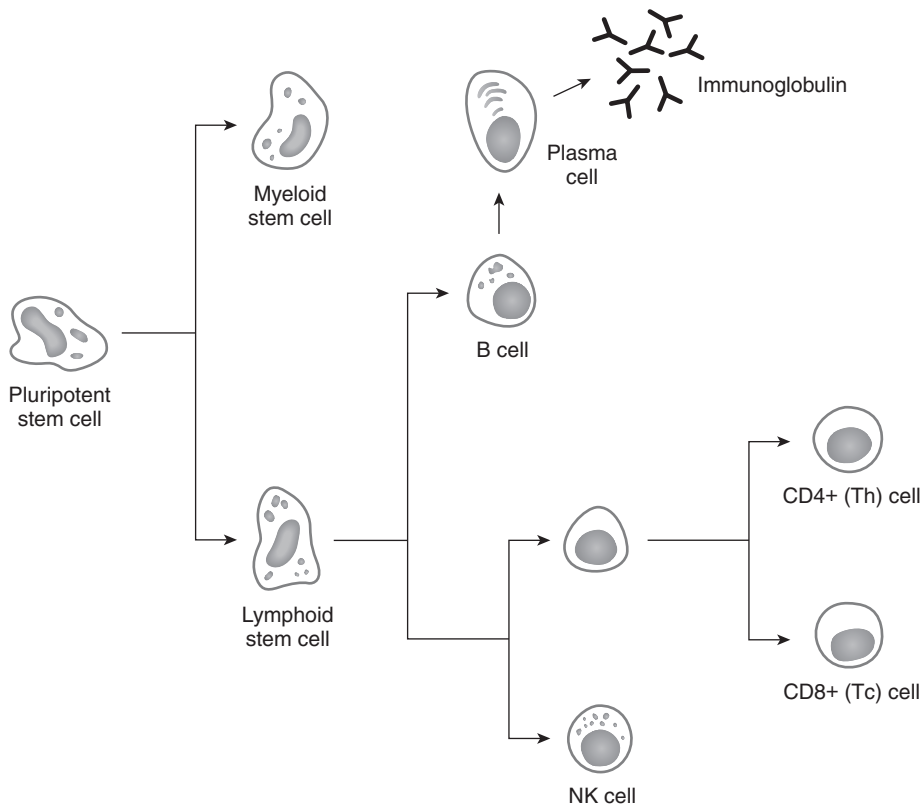 Immunoglobulin
Plasma
cell
Myeloid
stem cell
B cell
Pluripotent
stem cell
CD4+ (Th) cell
Lymphoid
stem cell
CD8+ (Tc) cell
NK cell